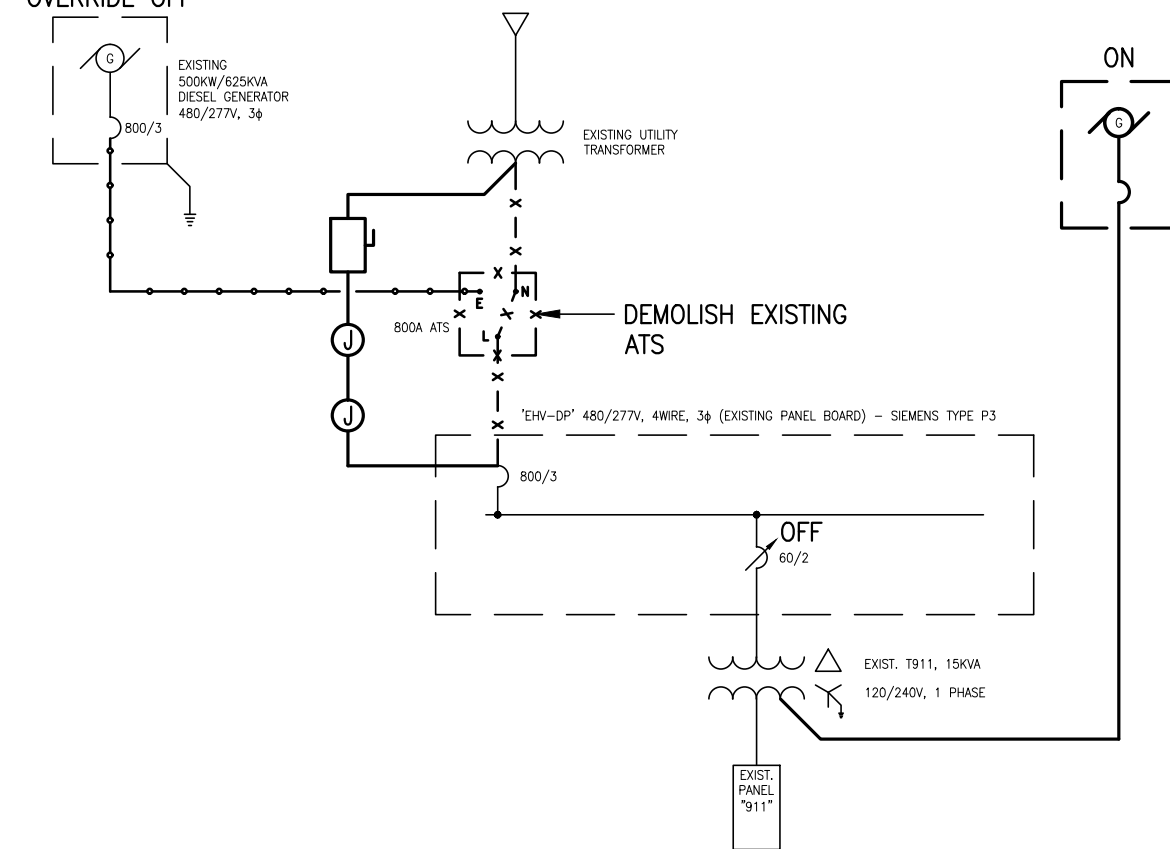 OVERRIDE OFF
G
EXISTING
500KW/625KVA
DIESEL GENERATOR
480/277V, 3ϕ
800/3
EXISTING UTILITY
TRANSFORMER
ON
G
E
N
L
800A ATS
DEMOLISH EXISTING
ATS
J
J
'EHV-DP' 480/277V, 4WIRE, 3ϕ (EXISTING PANEL BOARD) – SIEMENS TYPE P3
800/3
OFF
60/2
EXIST. T911, 15KVA
120/240V, 1 PHASE
EXIST.
PANEL
"911"